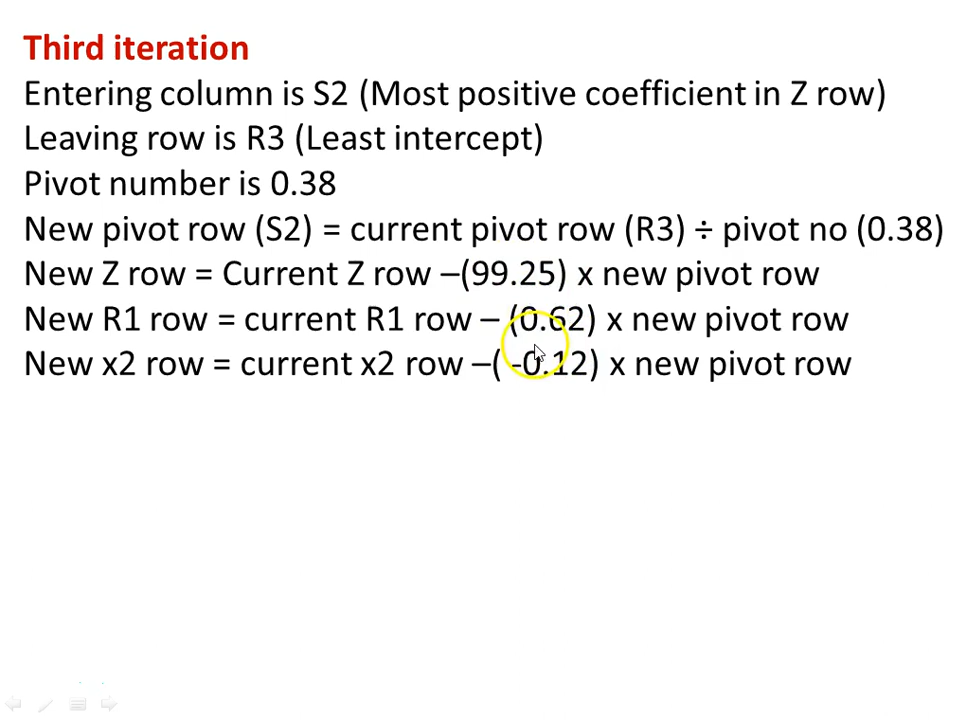 Third iteration
Entering column is S2 (Most positive coefficient in Z row)
Leaving row is R3 (Least intercept)
Pivot number is 0.38
New pivot row (S2) = current pivot row (R3) ÷ pivot no (0.38)
New Z row = Current Z row –(99.25) x new pivot row
New R1 row = current R1 row – (0.62) x new pivot row
New x2 row = current x2 row –( -0.12) x new pivot row